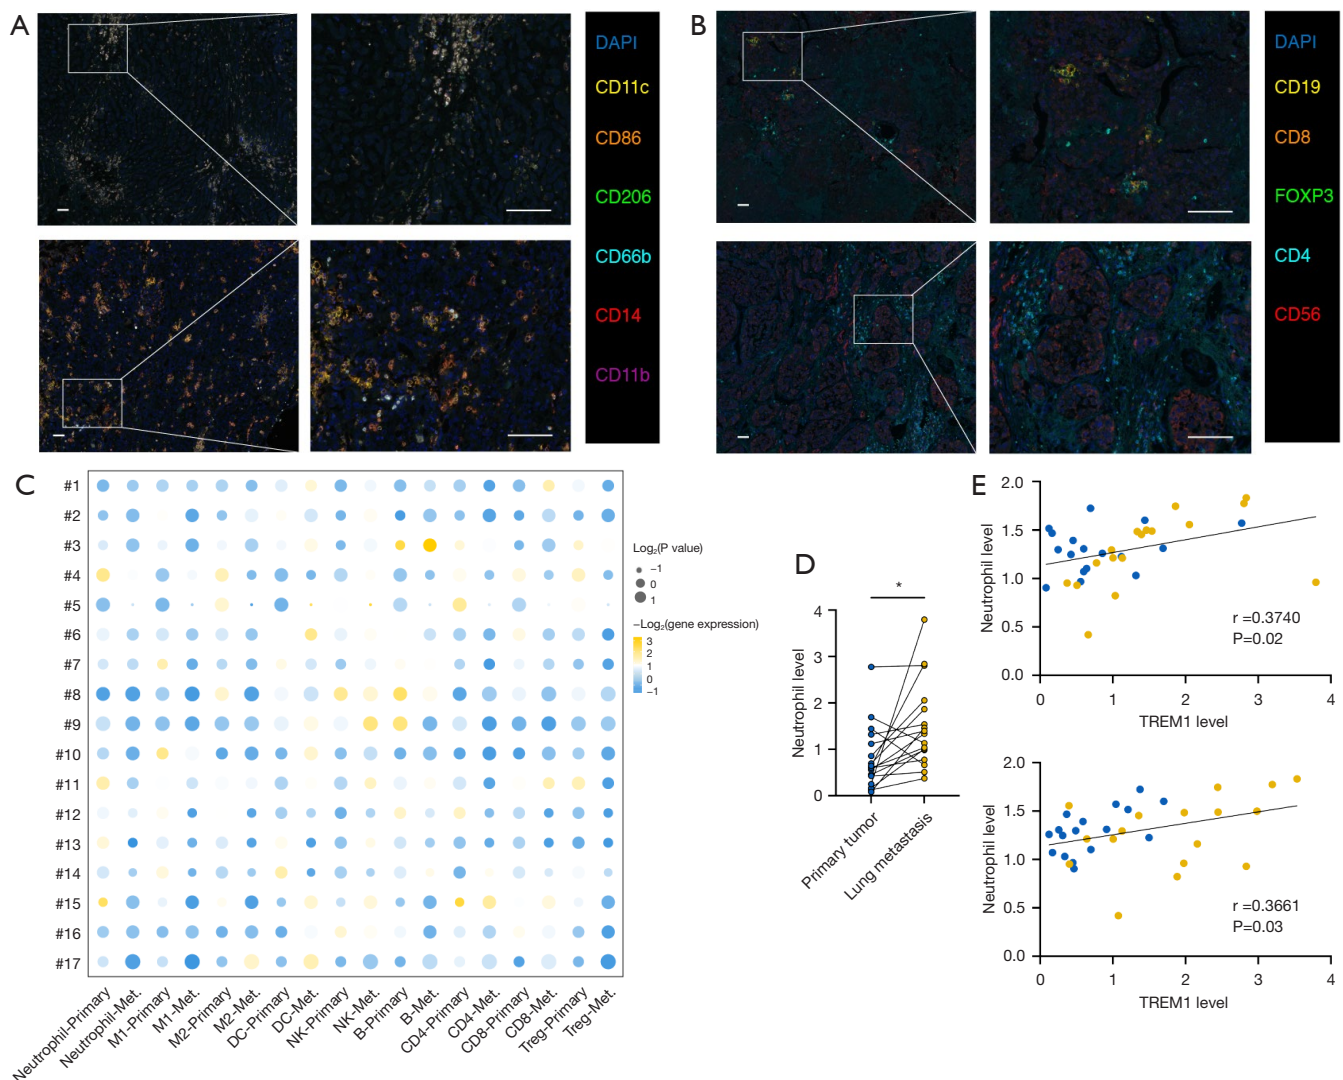 A
DAPI
CD11c
CD86
CD206
CD66b
CD14
CD11b
B
DAPI
CD19
CD8
FOXP3
CD4
CD56
C
#1
#2
#3
#4
#5
#6
#7
#8
#9
#10
#11
#12
#13
#14
#15
#16
#17
Neutrophil-Primary
Neutrophil-Met.
M1-Primary
M1-Met.
M2-Primary
M2-Met.
DC-Primary
DC-Met.
NK-Primary
NK-Met.
B-Primary
B-Met.
CD4-Primary
CD4-Met.
CD8-Primary
CD8-Met.
Treg-Primary
Treg-Met.
Log2(P value)
−1
0
1
−Log2(gene expression)
3
2
1
0
−1
D
*
Neutrophil level
4
3
2
1
0
Primary tumor
Lung metastasis
E
Neutrophil level
2.0
1.5
1.0
0.5
0.0
r =0.3740
P=0.02
0 1 2 3 4
TREM1 level
Neutrophil level
2.0
1.5
1.0
0.5
0.0
r =0.3661
P=0.03
0 1 2 3 4
TREM1 level